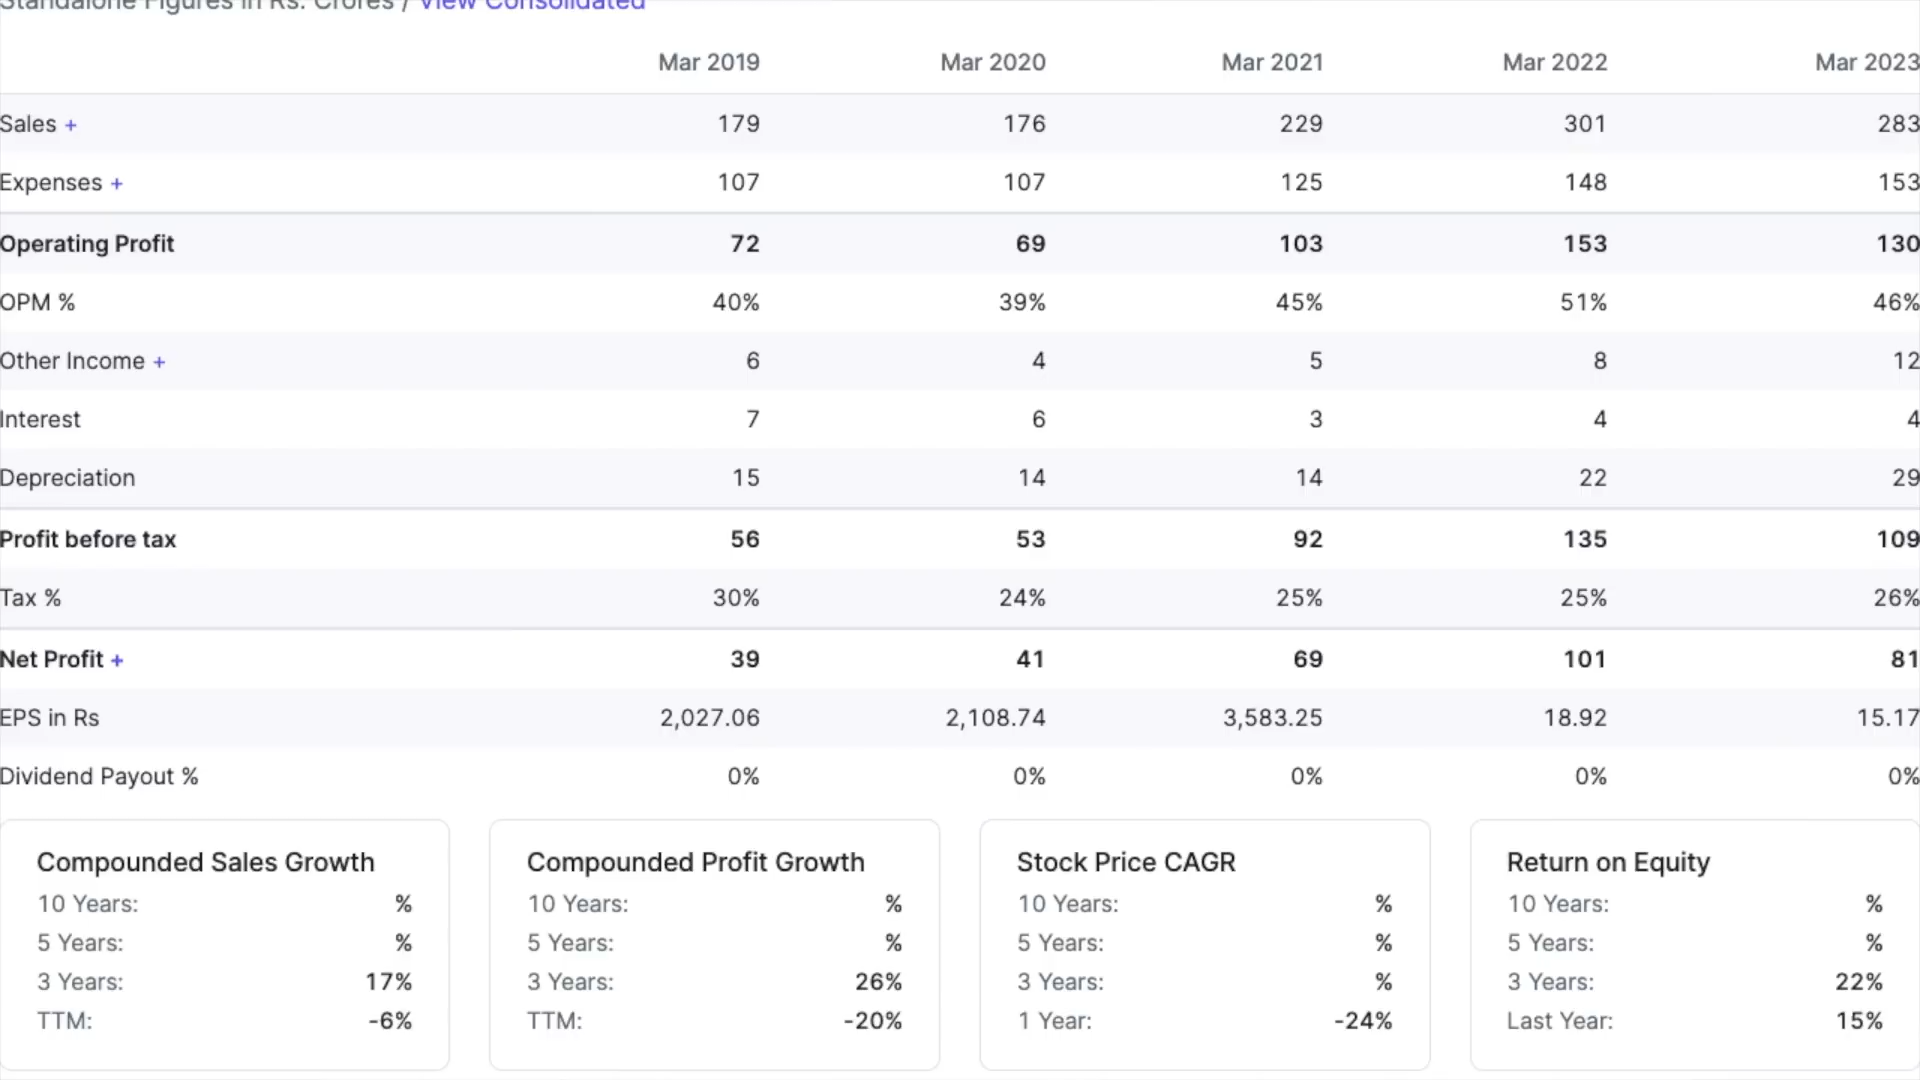 Standalone Figures in Rs. Crores / View Consolidated
Mar 2019 Mar 2020 Mar 2021 Mar 2022 Mar 2023
Sales + 179 176 229 301 283
Expenses + 107 107 125 148 153
Operating Profit 72 69 103 153 130
OPM % 40% 39% 45% 51% 46%
Other Income + 6 4 5 8 12
Interest 7 6 3 4 4
Depreciation 15 14 14 22 29
Profit before tax 56 53 92 135 109
Tax % 30% 24% 25% 25% 26%
Net Profit + 39 41 69 101 81
EPS in Rs 2,027.06 2,108.74 3,583.25 18.92 15.17
Dividend Payout % 0% 0% 0% 0% 0%
Compounded Sales Growth
10 Years: %
5 Years: %
3 Years: 17%
TTM: -6%
Compounded Profit Growth
10 Years: %
5 Years: %
3 Years: 26%
TTM: -20%
Stock Price CAGR
10 Years: %
5 Years: %
3 Years: %
1 Year: -24%
Return on Equity
10 Years: %
5 Years: %
3 Years: 22%
Last Year: 15%